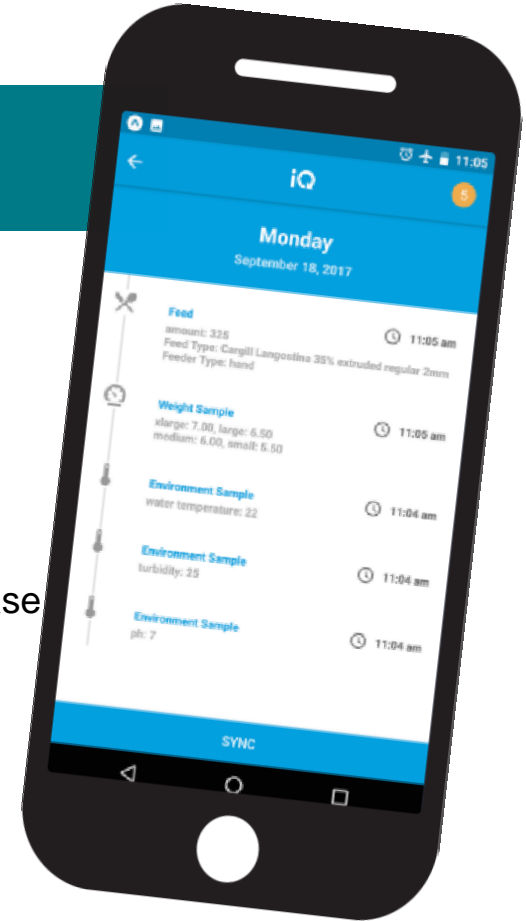 11:05
iQ
5
Monday
September 18, 2017
Feed
11:05 am
amount: 325
Feed Type: Cargill Langostina 35% extruded regular 2mm
Feeder Type: hand
Weight Sample
11:05 am
xlarge: 7.00, large: 6.50
medium: 6.00, small: 5.50
Environment Sample
11:04 am
water temperature: 22
Environment Sample
11:04 am
turbidity: 25
Environment Sample
11:04 am
ph: 7
SYNC